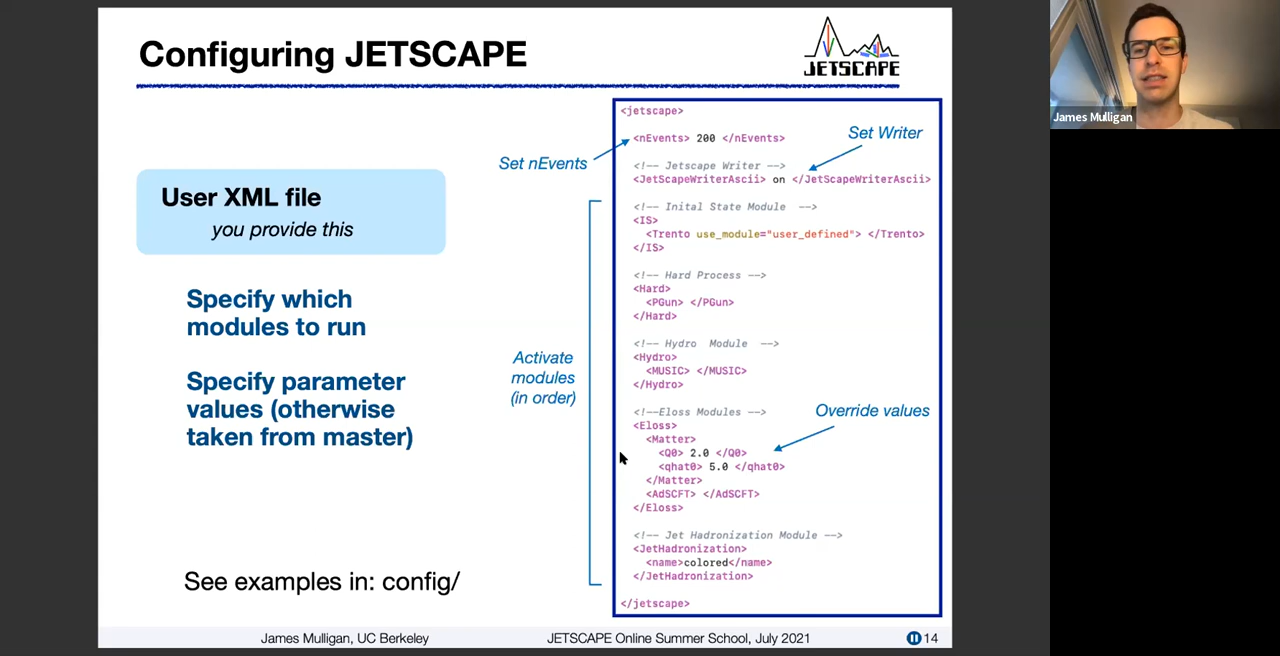 Configuring JETSCAPE
JETSCAPE
James Mulligan
User XML file
you provide this
Specify which
modules to run
Specify parameter
values (otherwise
taken from master)
See examples in: config/
Set nEvents
Set Writer
Activate
modules
(in order)
Override values
<jetscape>
<nEvents> 200 </nEvents>
<!-- Jetscape Writer -->
<JetScapeWriterAscii> on </JetScapeWriterAscii>
<!-- Inital State Module -->
<IS>
<Trento use_module="user_defined"> </Trento>
</IS>
<!-- Hard Process -->
<Hard>
<PGun> </PGun>
</Hard>
<!-- Hydro Module -->
<Hydro>
<MUSIC> </MUSIC>
</Hydro>
<!--Eloss Modules -->
<Eloss>
<Matter>
<Q0> 2.0 </Q0>
<qhat0> 5.0 </qhat0>
</Matter>
<AdSCFT> </AdSCFT>
</Eloss>
<!-- Jet Hadronization Module -->
<JetHadronization>
<name>colored</name>
</JetHadronization>
</jetscape>
James Mulligan, UC Berkeley
JETSCAPE Online Summer School, July 2021
14